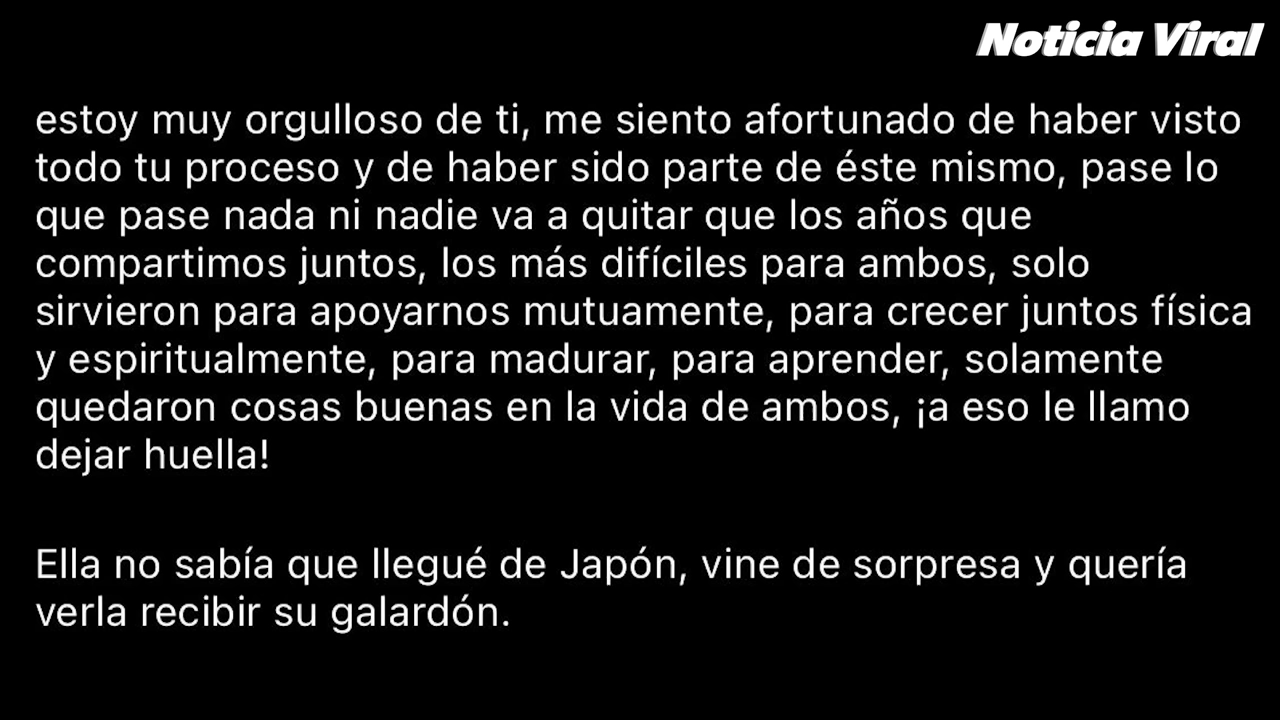 Noticia Viral
estoy muy orgulloso de ti, me siento afortunado de haber visto
todo tu proceso y de haber sido parte de éste mismo, pase lo
que pase nada ni nadie va a quitar que los años que
compartimos juntos, los más difíciles para ambos, solo
sirvieron para apoyarnos mutuamente, para crecer juntos física
y espiritualmente, para madurar, para aprender, solamente
quedaron cosas buenas en la vida de ambos, ¡a eso le llamo
dejar huella!
Ella no sabía que llegué de Japón, vine de sorpresa y quería
verla recibir su galardón.